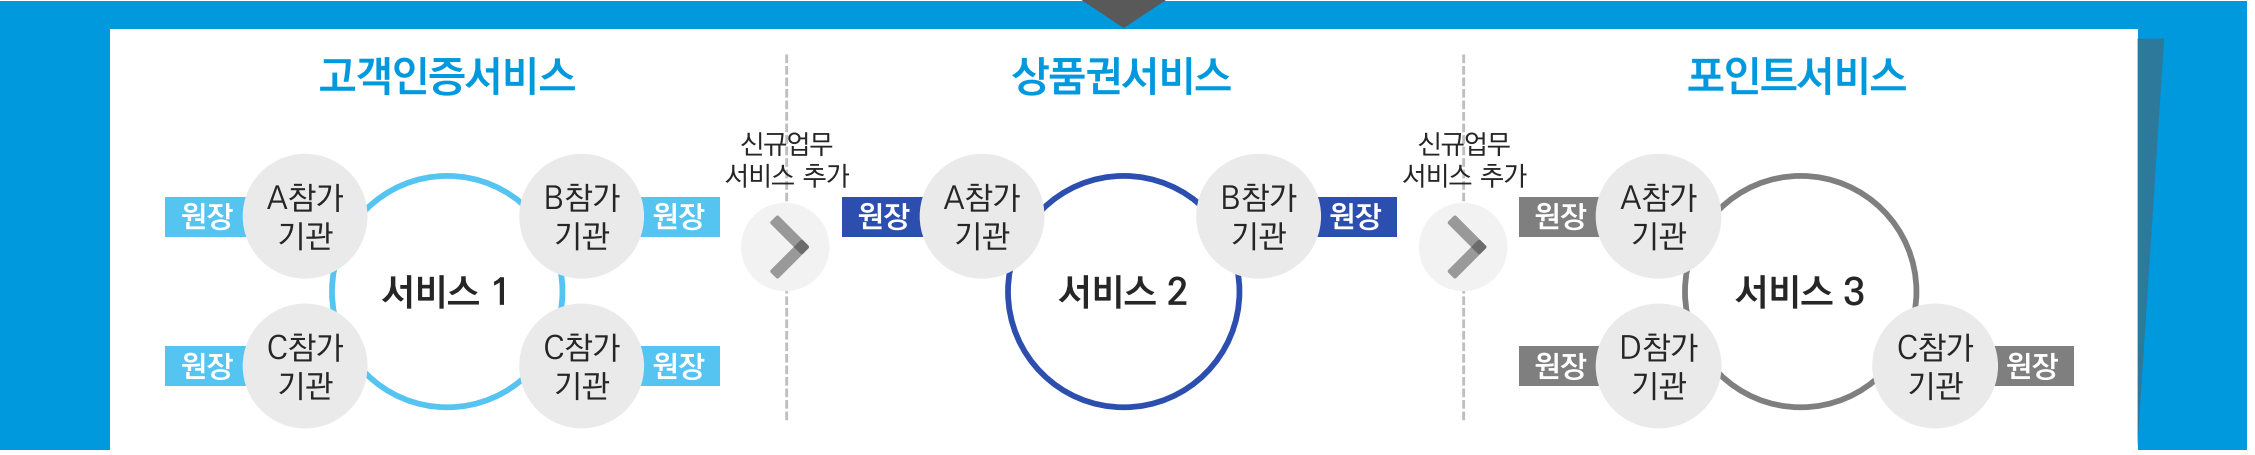 고객인증서비스
원장
A참가
기관
B참가
기관
원장
서비스 1
원장
C참가
기관
C참가
기관
원장
신규업무
서비스 추가
상품권서비스
원장
A참가
기관
B참가
기관
원장
서비스 2
신규업무
서비스 추가
포인트서비스
원장
A참가
기관
서비스 3
원장
D참가
기관
C참가
기관
원장